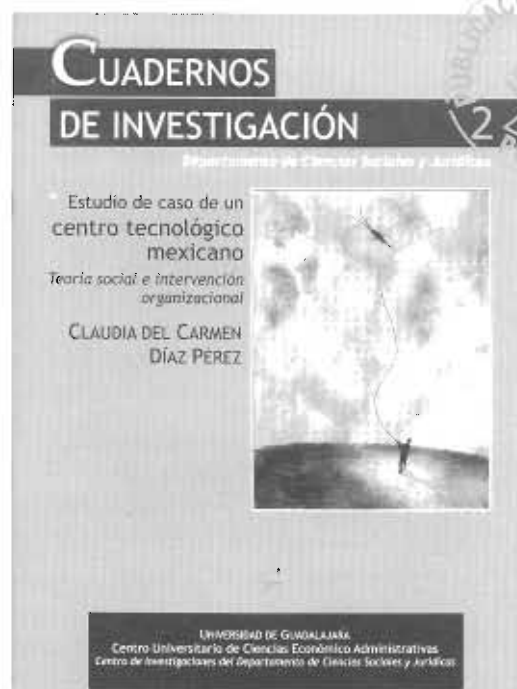 CUADERNOS
DE INVESTIGACIÓN
2
Departamento de Ciencias Sociales y Jurídicas
Estudio de caso de un
centro tecnológico
mexicano
Teoría social e intervención
organizacional
CLAUDIA DEL CARMEN
DÍAZ PÉREZ
UNIVERSIDAD DE GUADALAJARA
Centro Universitario de Ciencias Económico Administrativas
Centro de Investigaciones del Departamento de Ciencias Sociales y Jurídicas